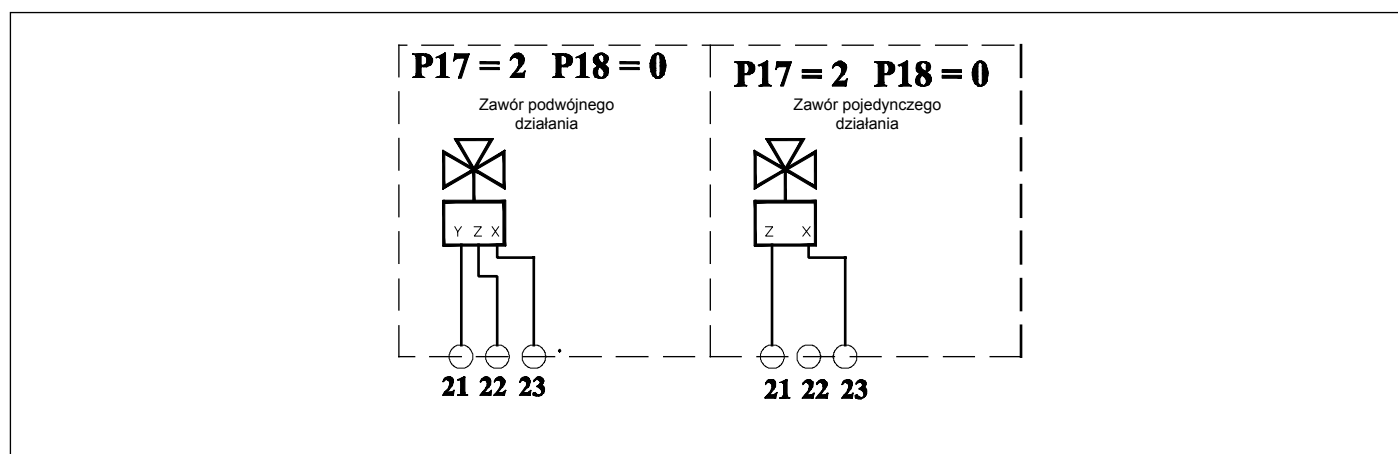 P17 = 2 P18 = 0
Zawór podwójnego
działania
Y Z X
21 22 23
P17 = 2 P18 = 0
Zawór pojedynczego
działania
Z X
21 22 23